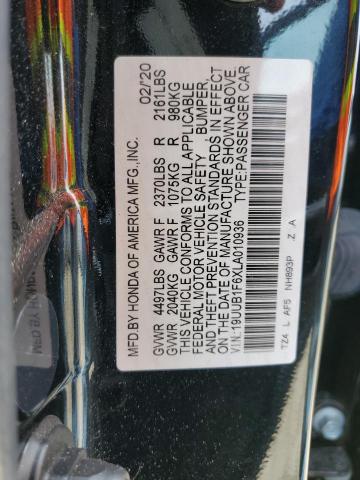 MFD.BY HONDA OF AMERICA MFG.,INC. 02/'20
GVWR 4497LBS GAWR F 2370LBS R 2161LBS
GVWR 2040KG GAWR F 1075KG R 980KG
THIS VEHICLE CONFORMS TO ALL APPLICABLE
FEDERAL MOTOR VEHICLE SAFETY, BUMPER,
AND THEFT PREVENTION STANDARDS IN EFFECT
ON THE DATE OF MANUFACTURE SHOWN ABOVE.
V.I.N.:19UUB1F6XLA010936 TYPE:PASSENGER CAR
TZ4 L AF5 NH893P Z A